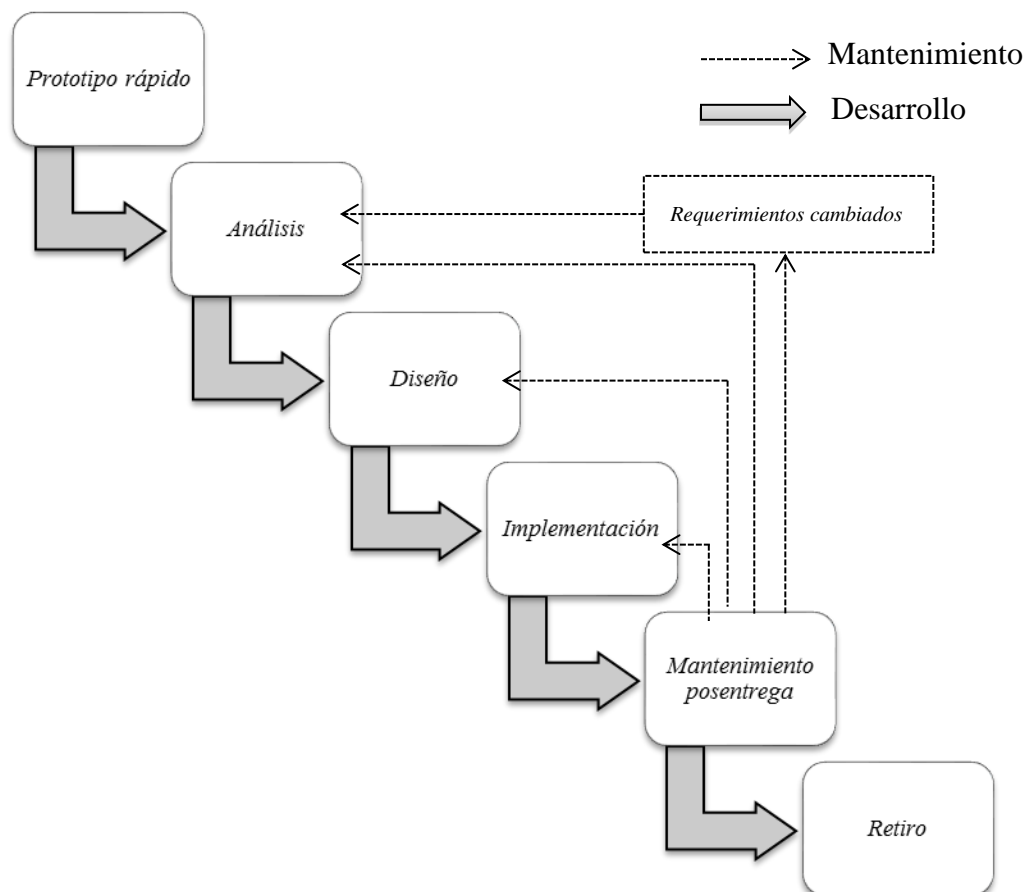 Prototipo rápido
Mantenimiento
Desarrollo
Análisis
Requerimientos cambiados
Diseño
Implementación
Mantenimiento
posentrega
Retiro